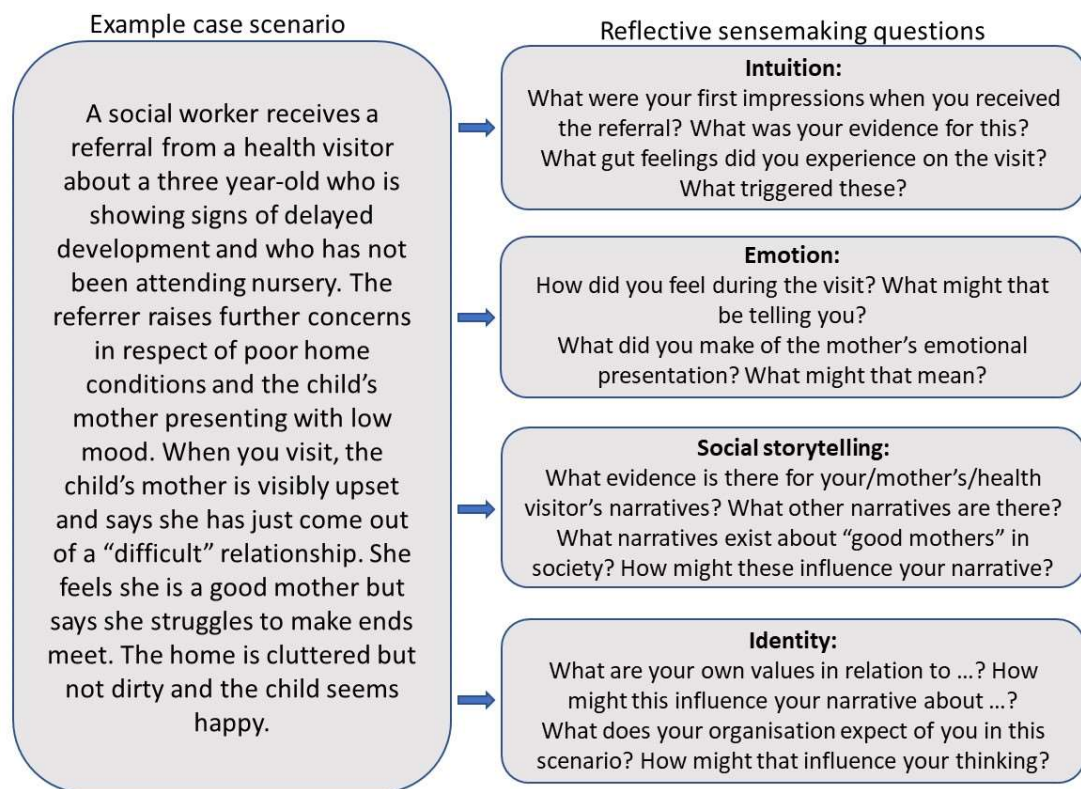 Example case scenario
A social worker receives a
referral from a health visitor
about a three year-old who is
showing signs of delayed
development and who has not
been attending nursery. The
referrer raises further concerns
in respect of poor home
conditions and the child’s
mother presenting with low
mood. When you visit, the
child’s mother is visibly upset
and says she has just come out
of a “difficult” relationship. She
feels she is a good mother but
says she struggles to make ends
meet. The home is cluttered but
not dirty and the child seems
happy.
Reflective sensemaking questions
Intuition:
What were your first impressions when you received
the referral? What was your evidence for this?
What gut feelings did you experience on the visit?
What triggered these?
Emotion:
How did you feel during the visit? What might that
be telling you?
What did you make of the mother’s emotional
presentation? What might that mean?
Social storytelling:
What evidence is there for your/mother’s/health
visitor’s narratives? What other narratives are there?
What narratives exist about “good mothers” in
society? How might these influence your narrative?
Identity:
What are your own values in relation to …? How
might this influence your narrative about …?
What does your organisation expect of you in this
scenario? How might that influence your thinking?